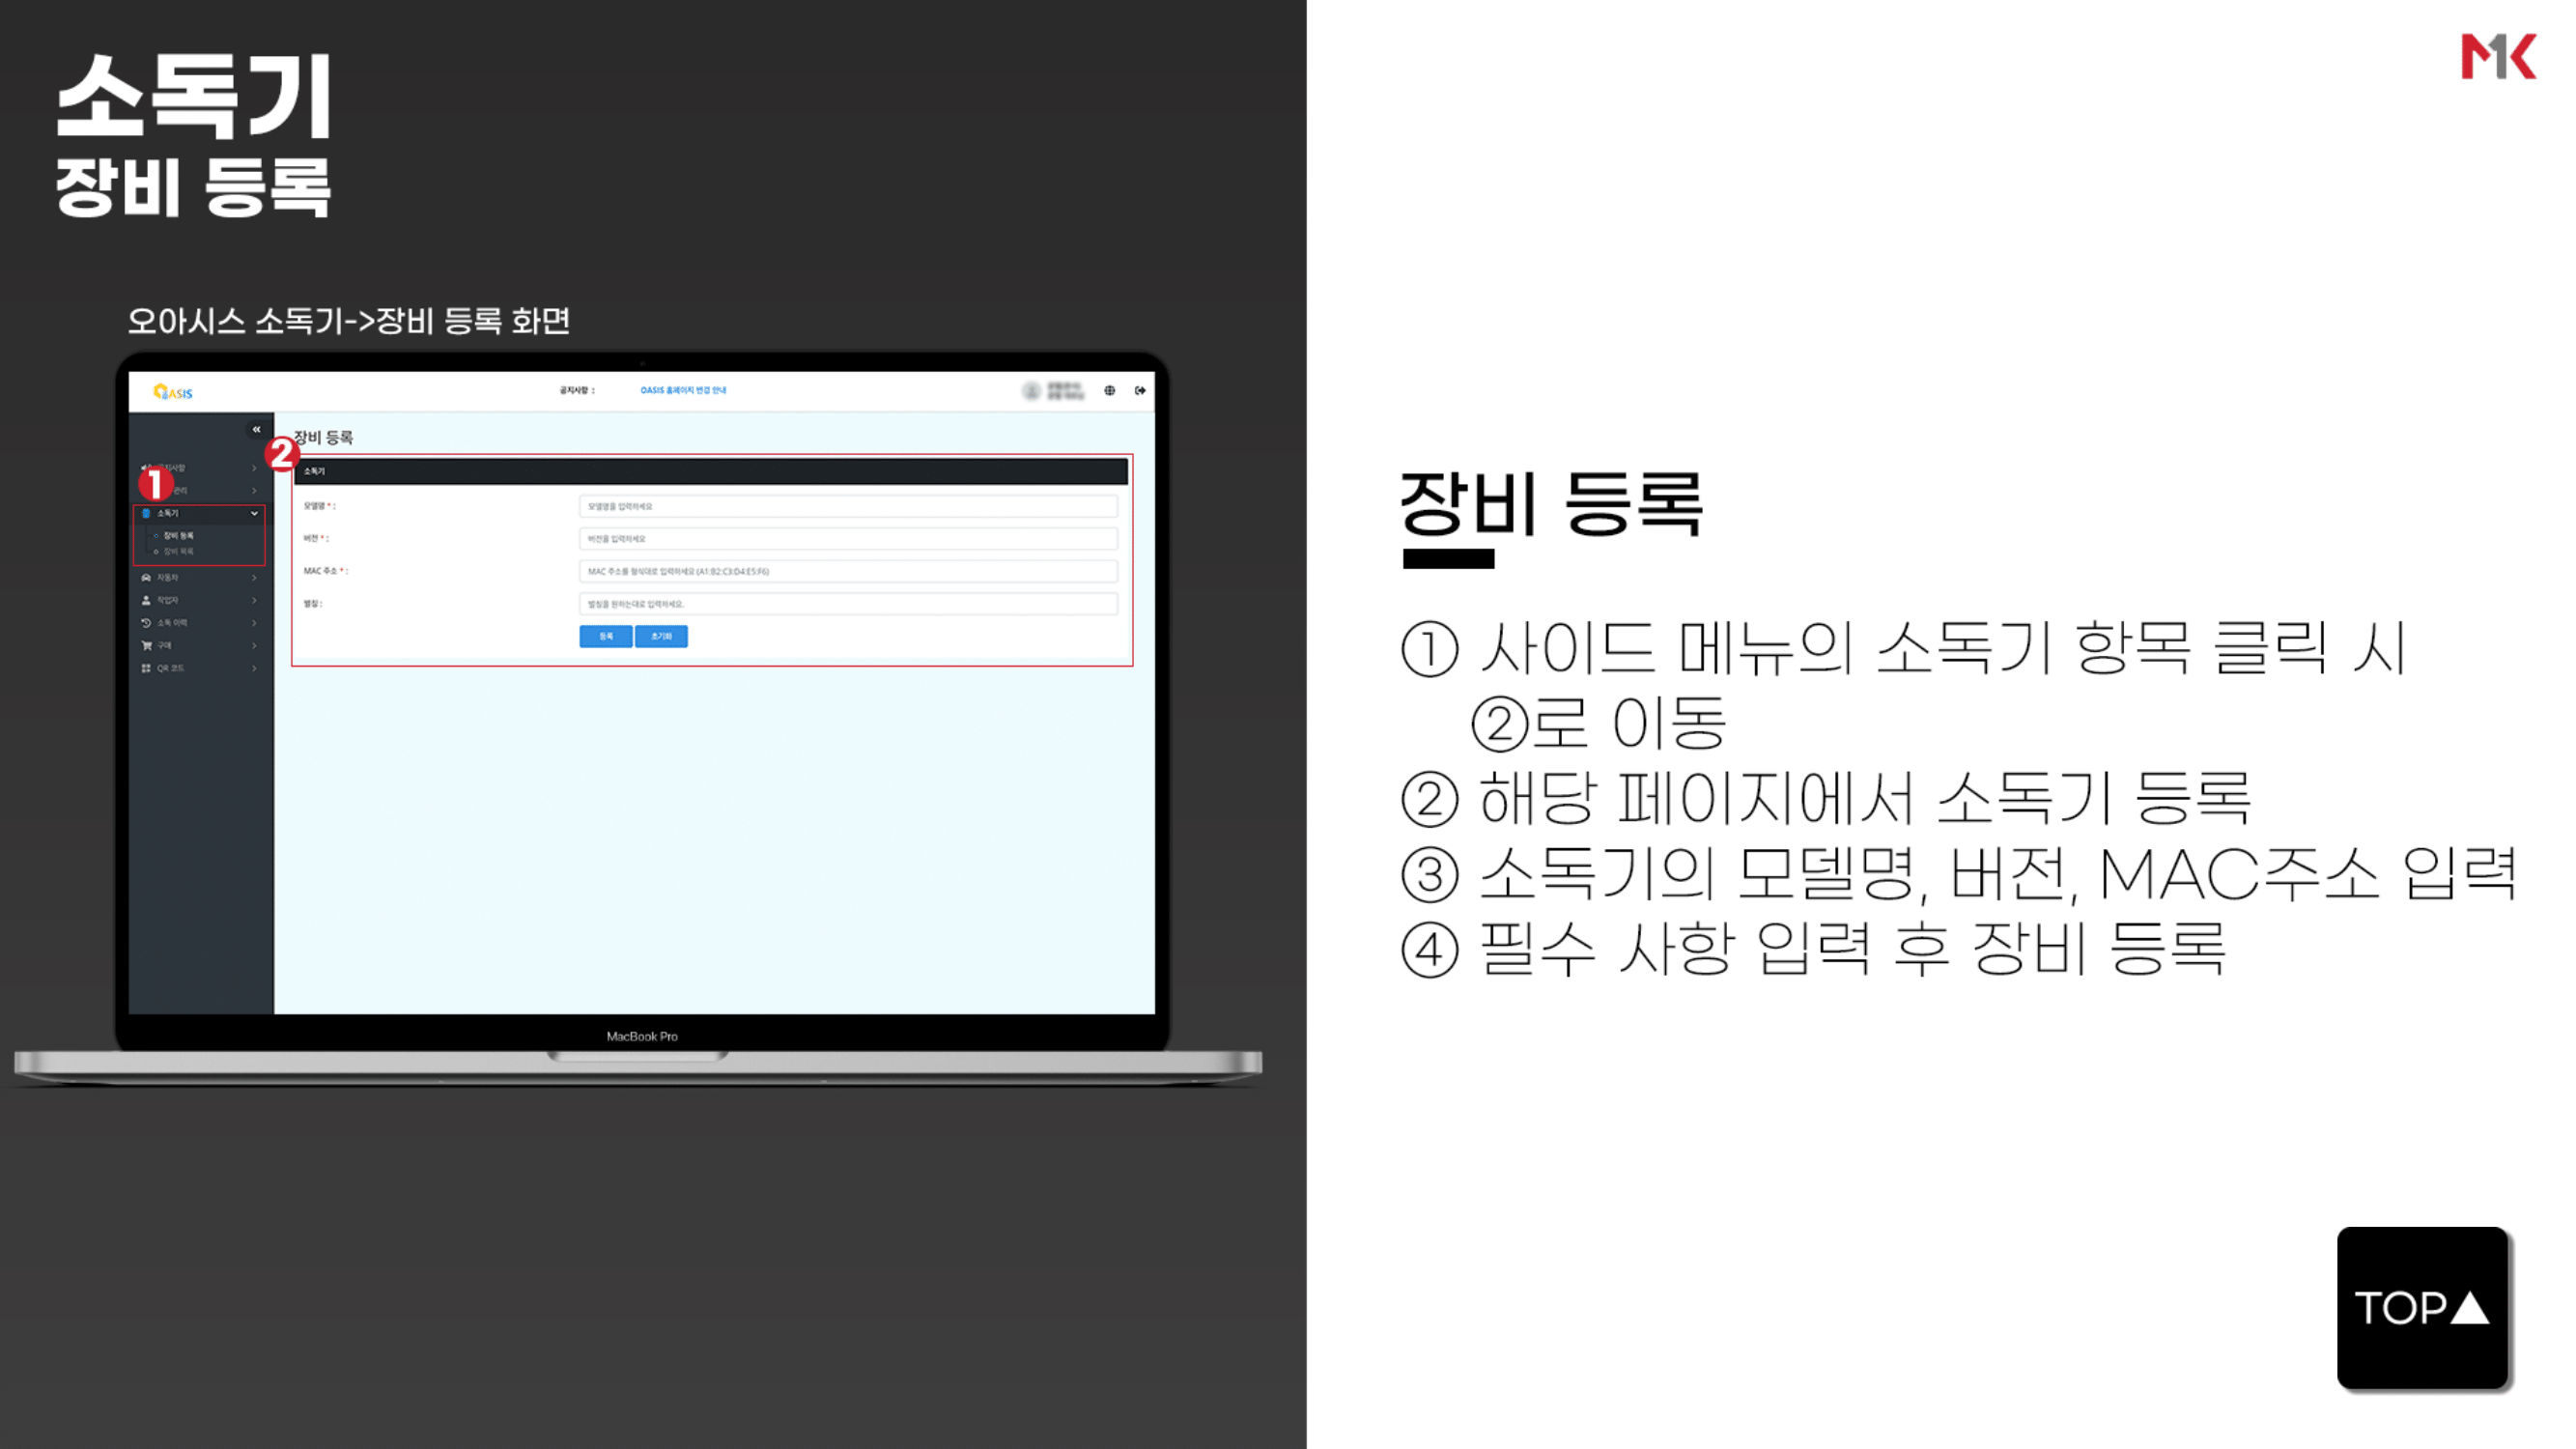 소독기
장비 등록
오아시스 소독기->장비 등록 화면
OASIS
공지사항 :
OASIS 홈페이지 변경 안내
장비 등록
2
1
공지사항
관리
소독기
장비 등록
장비 목록
자동차
작업자
소독 이력
구매
QR 코드
소독기
모델명 * :
모델명을 입력하세요
버전 * :
버전을 입력하세요
MAC 주소 * :
MAC 주소를 형식대로 입력하세요 (A1:B2:C3:D4:E5:F6)
별칭 :
별칭을 원하는대로 입력하세요.
등록
초기화
MacBook Pro
M1K
장비 등록
① 사이드 메뉴의 소독기 항목 클릭 시
②로 이동
② 해당 페이지에서 소독기 등록
③ 소독기의 모델명, 버전, MAC주소 입력
④ 필수 사항 입력 후 장비 등록
TOP▲